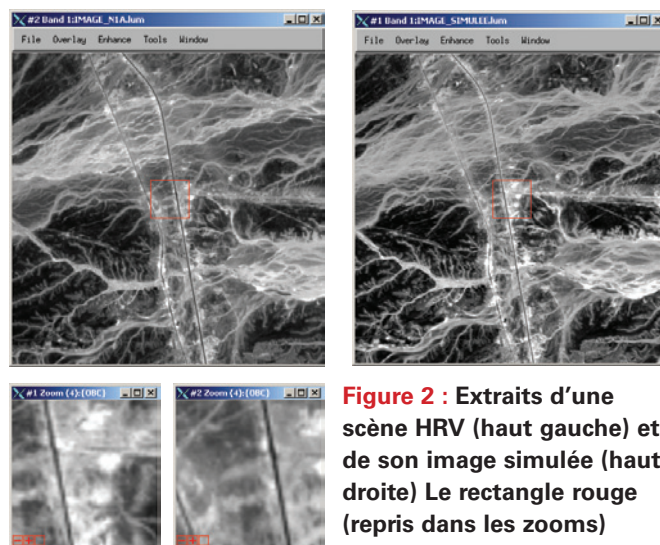 #2 Band 1:IMAGE_N1A.lum
File Overlay Enhance Tools Window
#1 Band 1:IMAGE_SIMULEE.lum
File Overlay Enhance Tools Window
#1 Zoom (4):(OBC)
#2 Zoom (4):(OBC)
Figure 2 : Extraits d’une
scène HRV (haut gauche) et
de son image simulée (haut
droite) Le rectangle rouge
(repris dans les zooms)